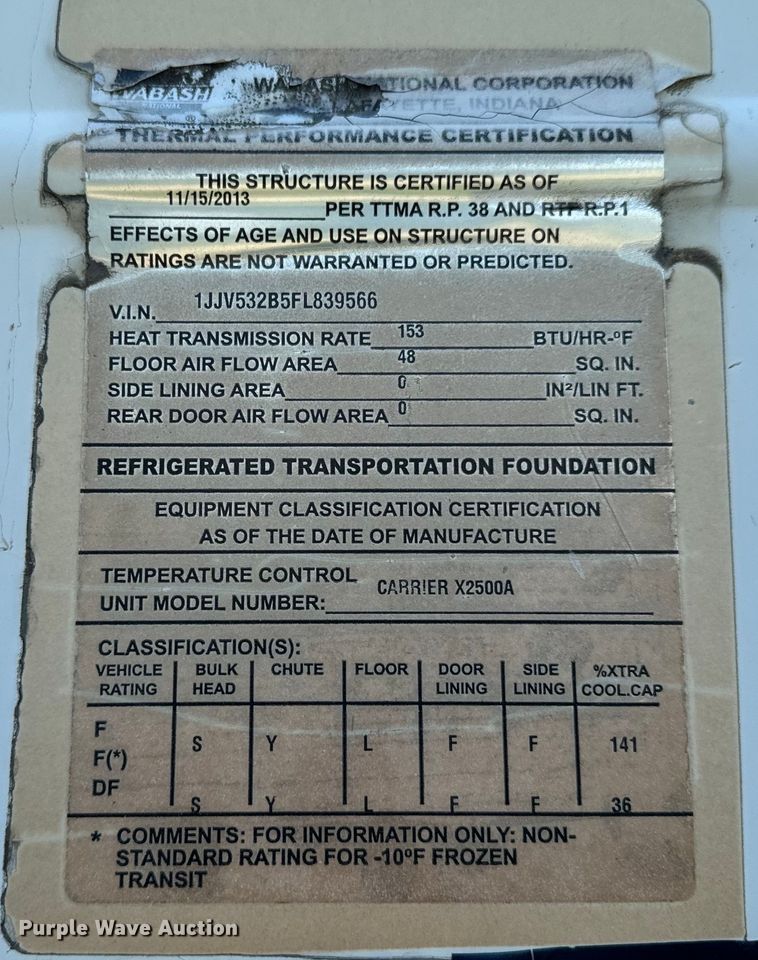 WABASH
NATIONAL
WABASH NATIONAL CORPORATION
LAFAYETTE, INDIANA
®
THERMAL PERFORMANCE CERTIFICATION
THIS STRUCTURE IS CERTIFIED AS OF
11/15/2013 PER TTMA R.P. 38 AND RTF R.P.1
EFFECTS OF AGE AND USE ON STRUCTURE ON
RATINGS ARE NOT WARRANTED OR PREDICTED.
V.I.N. 1JJV532B5FL839566
HEAT TRANSMISSION RATE 153 BTU/HR-ºF
FLOOR AIR FLOW AREA 48 SQ. IN.
SIDE LINING AREA 0 IN²/LIN FT.
REAR DOOR AIR FLOW AREA 0 SQ. IN.
REFRIGERATED TRANSPORTATION FOUNDATION
EQUIPMENT CLASSIFICATION CERTIFICATION
AS OF THE DATE OF MANUFACTURE
TEMPERATURE CONTROL
UNIT MODEL NUMBER: CARRIER X2500A
CLASSIFICATION(S):
VEHICLE BULK CHUTE FLOOR DOOR SIDE %XTRA
RATING HEAD LINING LINING COOL.CAP
F
F(*) S Y L F F 141
DF
S Y L F F 36
* COMMENTS: FOR INFORMATION ONLY: NON-
STANDARD RATING FOR -10ºF FROZEN
TRANSIT
Purple Wave Auction